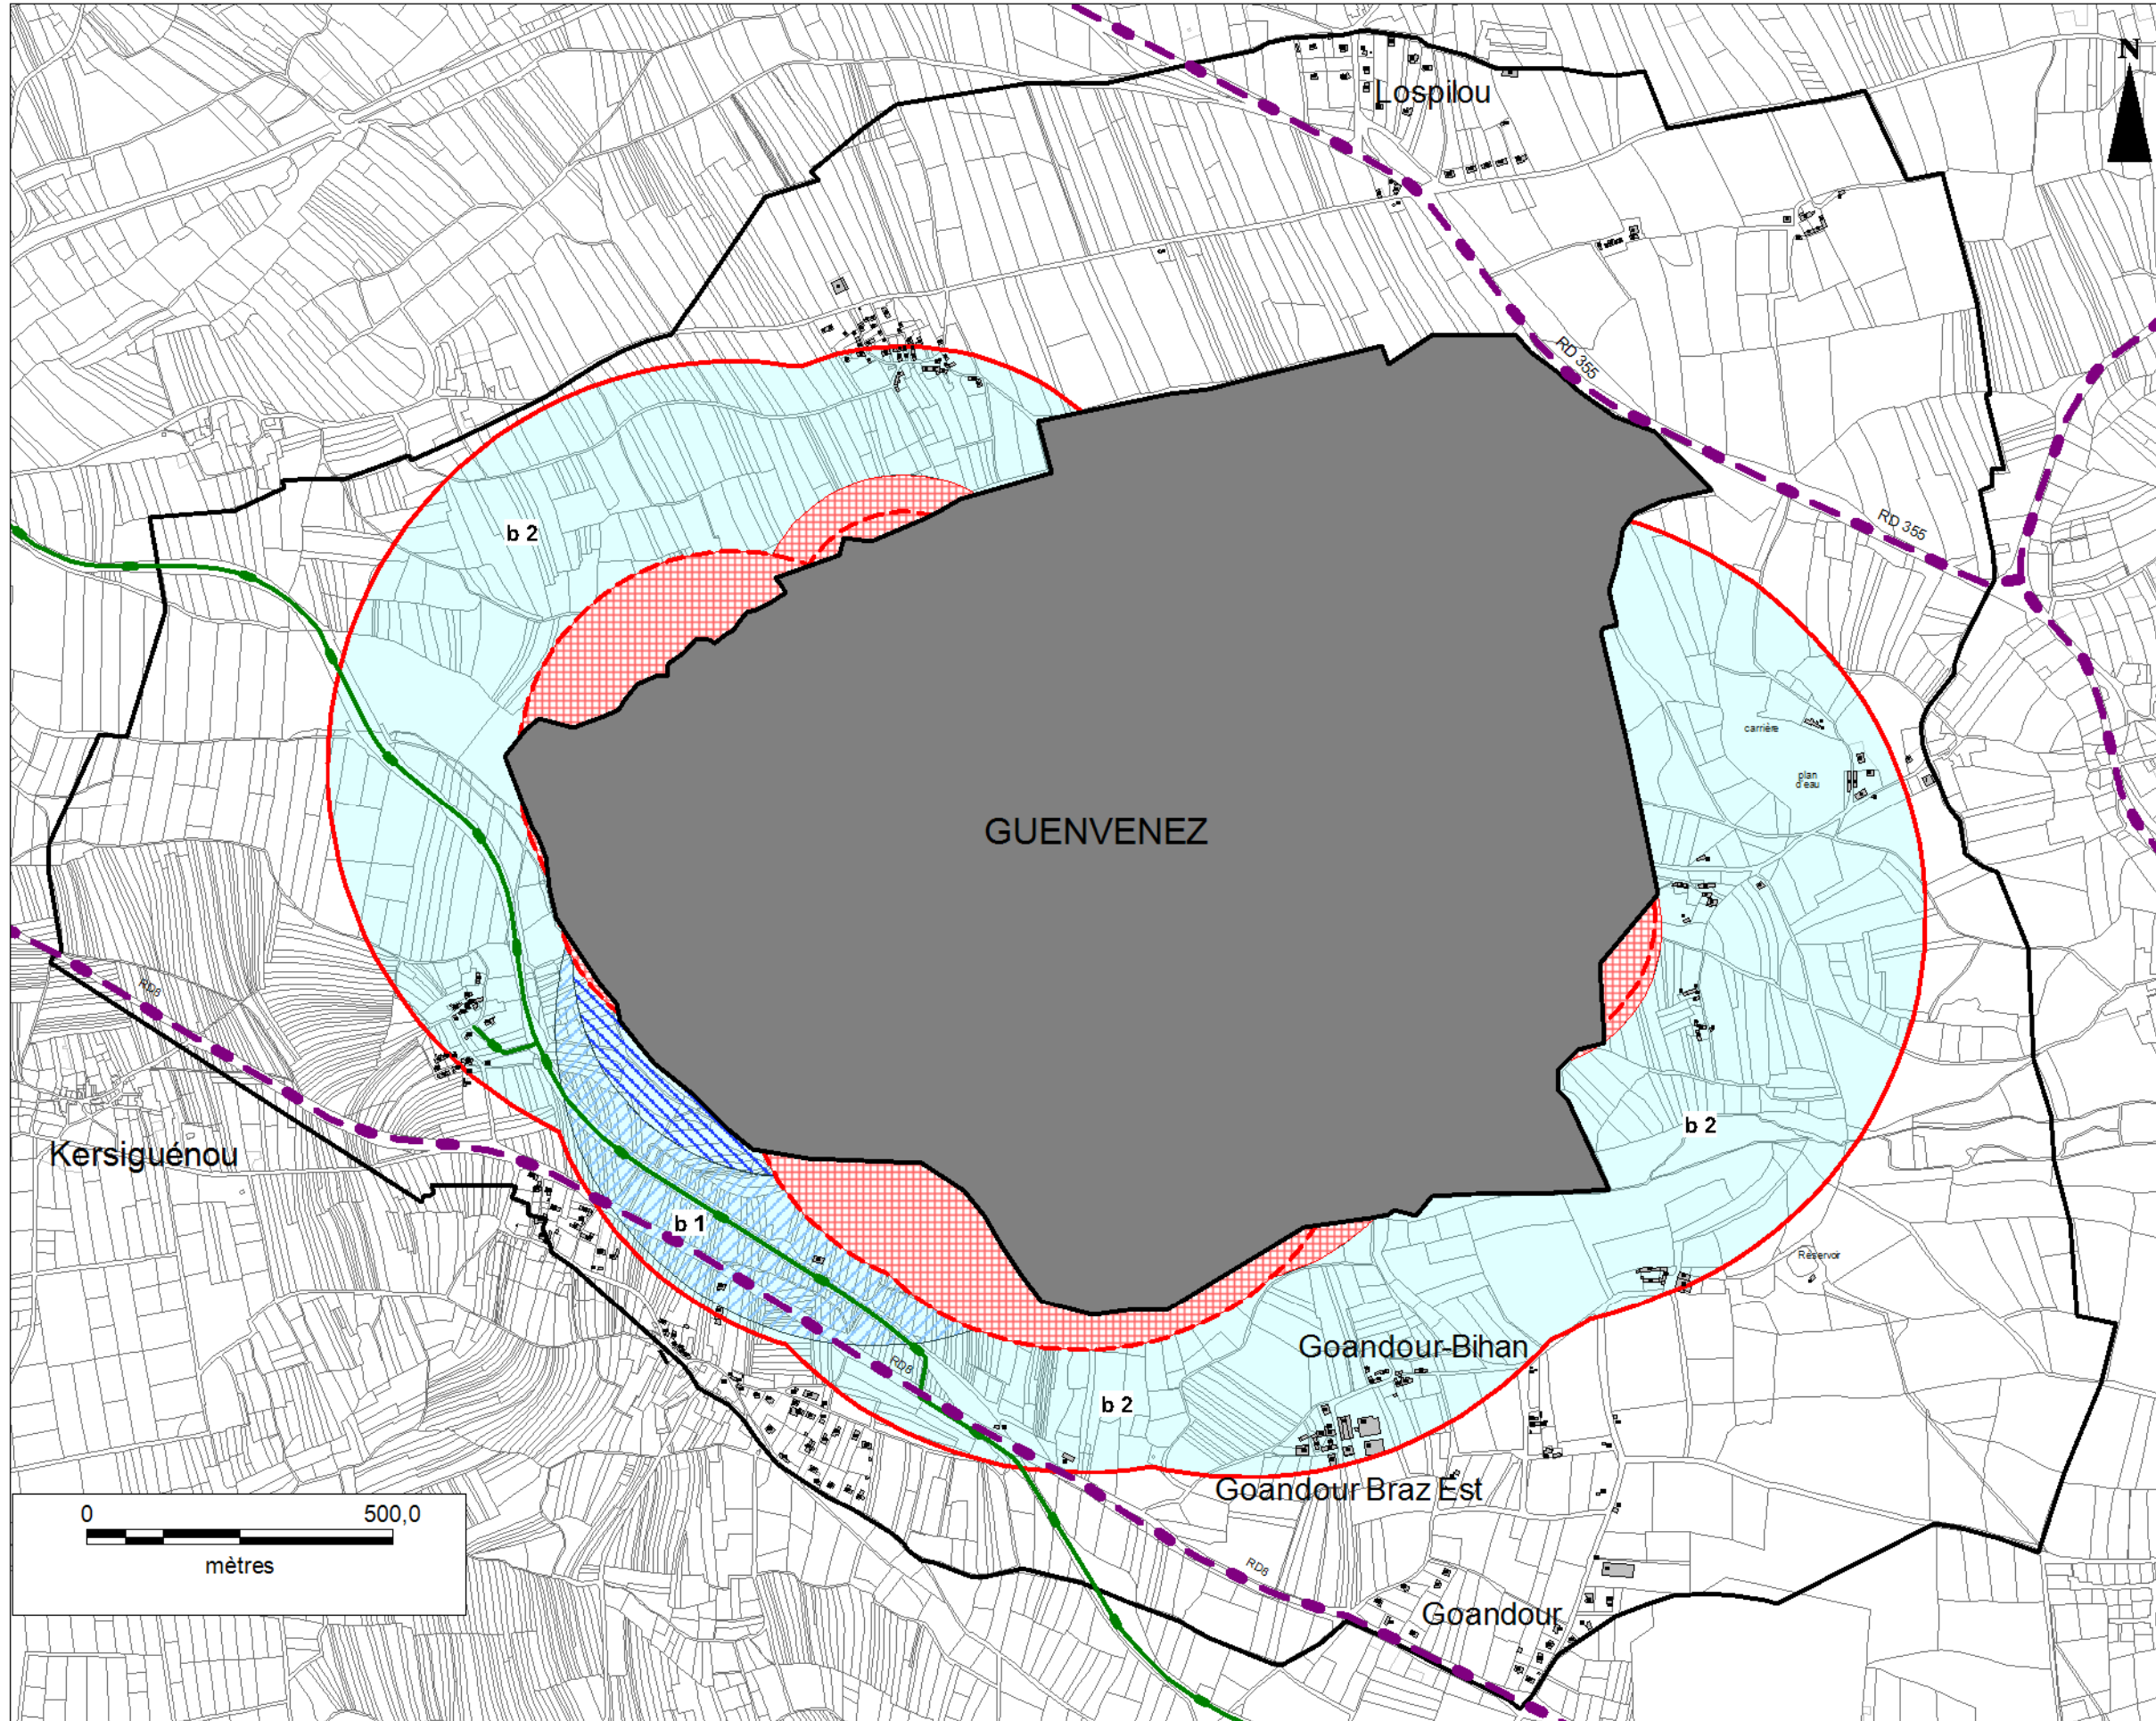 N
Lospilou
RD 355
RD 355
b 2
carrière
plan
d'eau
GUENVENEZ
RD8
b 2
Kersiguénou
b 1
Réservoir
Goandour-Bihan
RD8
b 2
Goandour Braz Est
0 500,0
mètres
RD8
Goandour